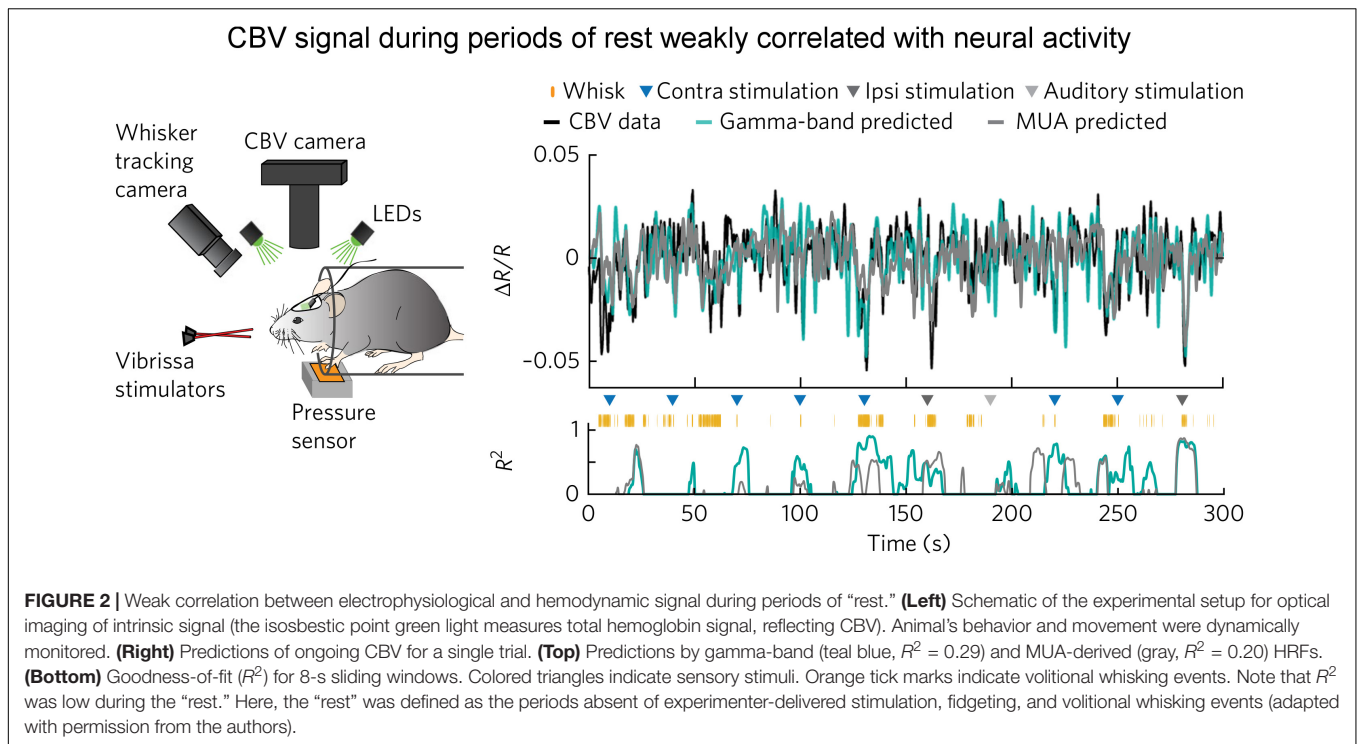 CBV signal during periods of rest weakly correlated with neural activity
Whisker
tracking
camera
CBV camera
LEDs
Vibrissa
stimulators
Pressure
sensor
Whisk Contra stimulation Ipsi stimulation Auditory stimulation
CBV data Gamma-band predicted MUA predicted
0.05
0
-0.05
ΔR/R
1
0
R²
0 50 100 150 200 250 300
Time (s)
FIGURE 2 | Weak correlation between electrophysiological and hemodynamic signal during periods of “rest.” (Left) Schematic of the experimental setup for optical
imaging of intrinsic signal (the isosbestic point green light measures total hemoglobin signal, reflecting CBV). Animal’s behavior and movement were dynamically
monitored. (Right) Predictions of ongoing CBV for a single trial. (Top) Predictions by gamma-band (teal blue, R² = 0.29) and MUA-derived (gray, R² = 0.20) HRFs.
(Bottom) Goodness-of-fit (R²) for 8-s sliding windows. Colored triangles indicate sensory stimuli. Orange tick marks indicate volitional whisking events. Note that R²
was low during the “rest.” Here, the “rest” was defined as the periods absent of experimenter-delivered stimulation, fidgeting, and volitional whisking events (adapted
with permission from the authors).